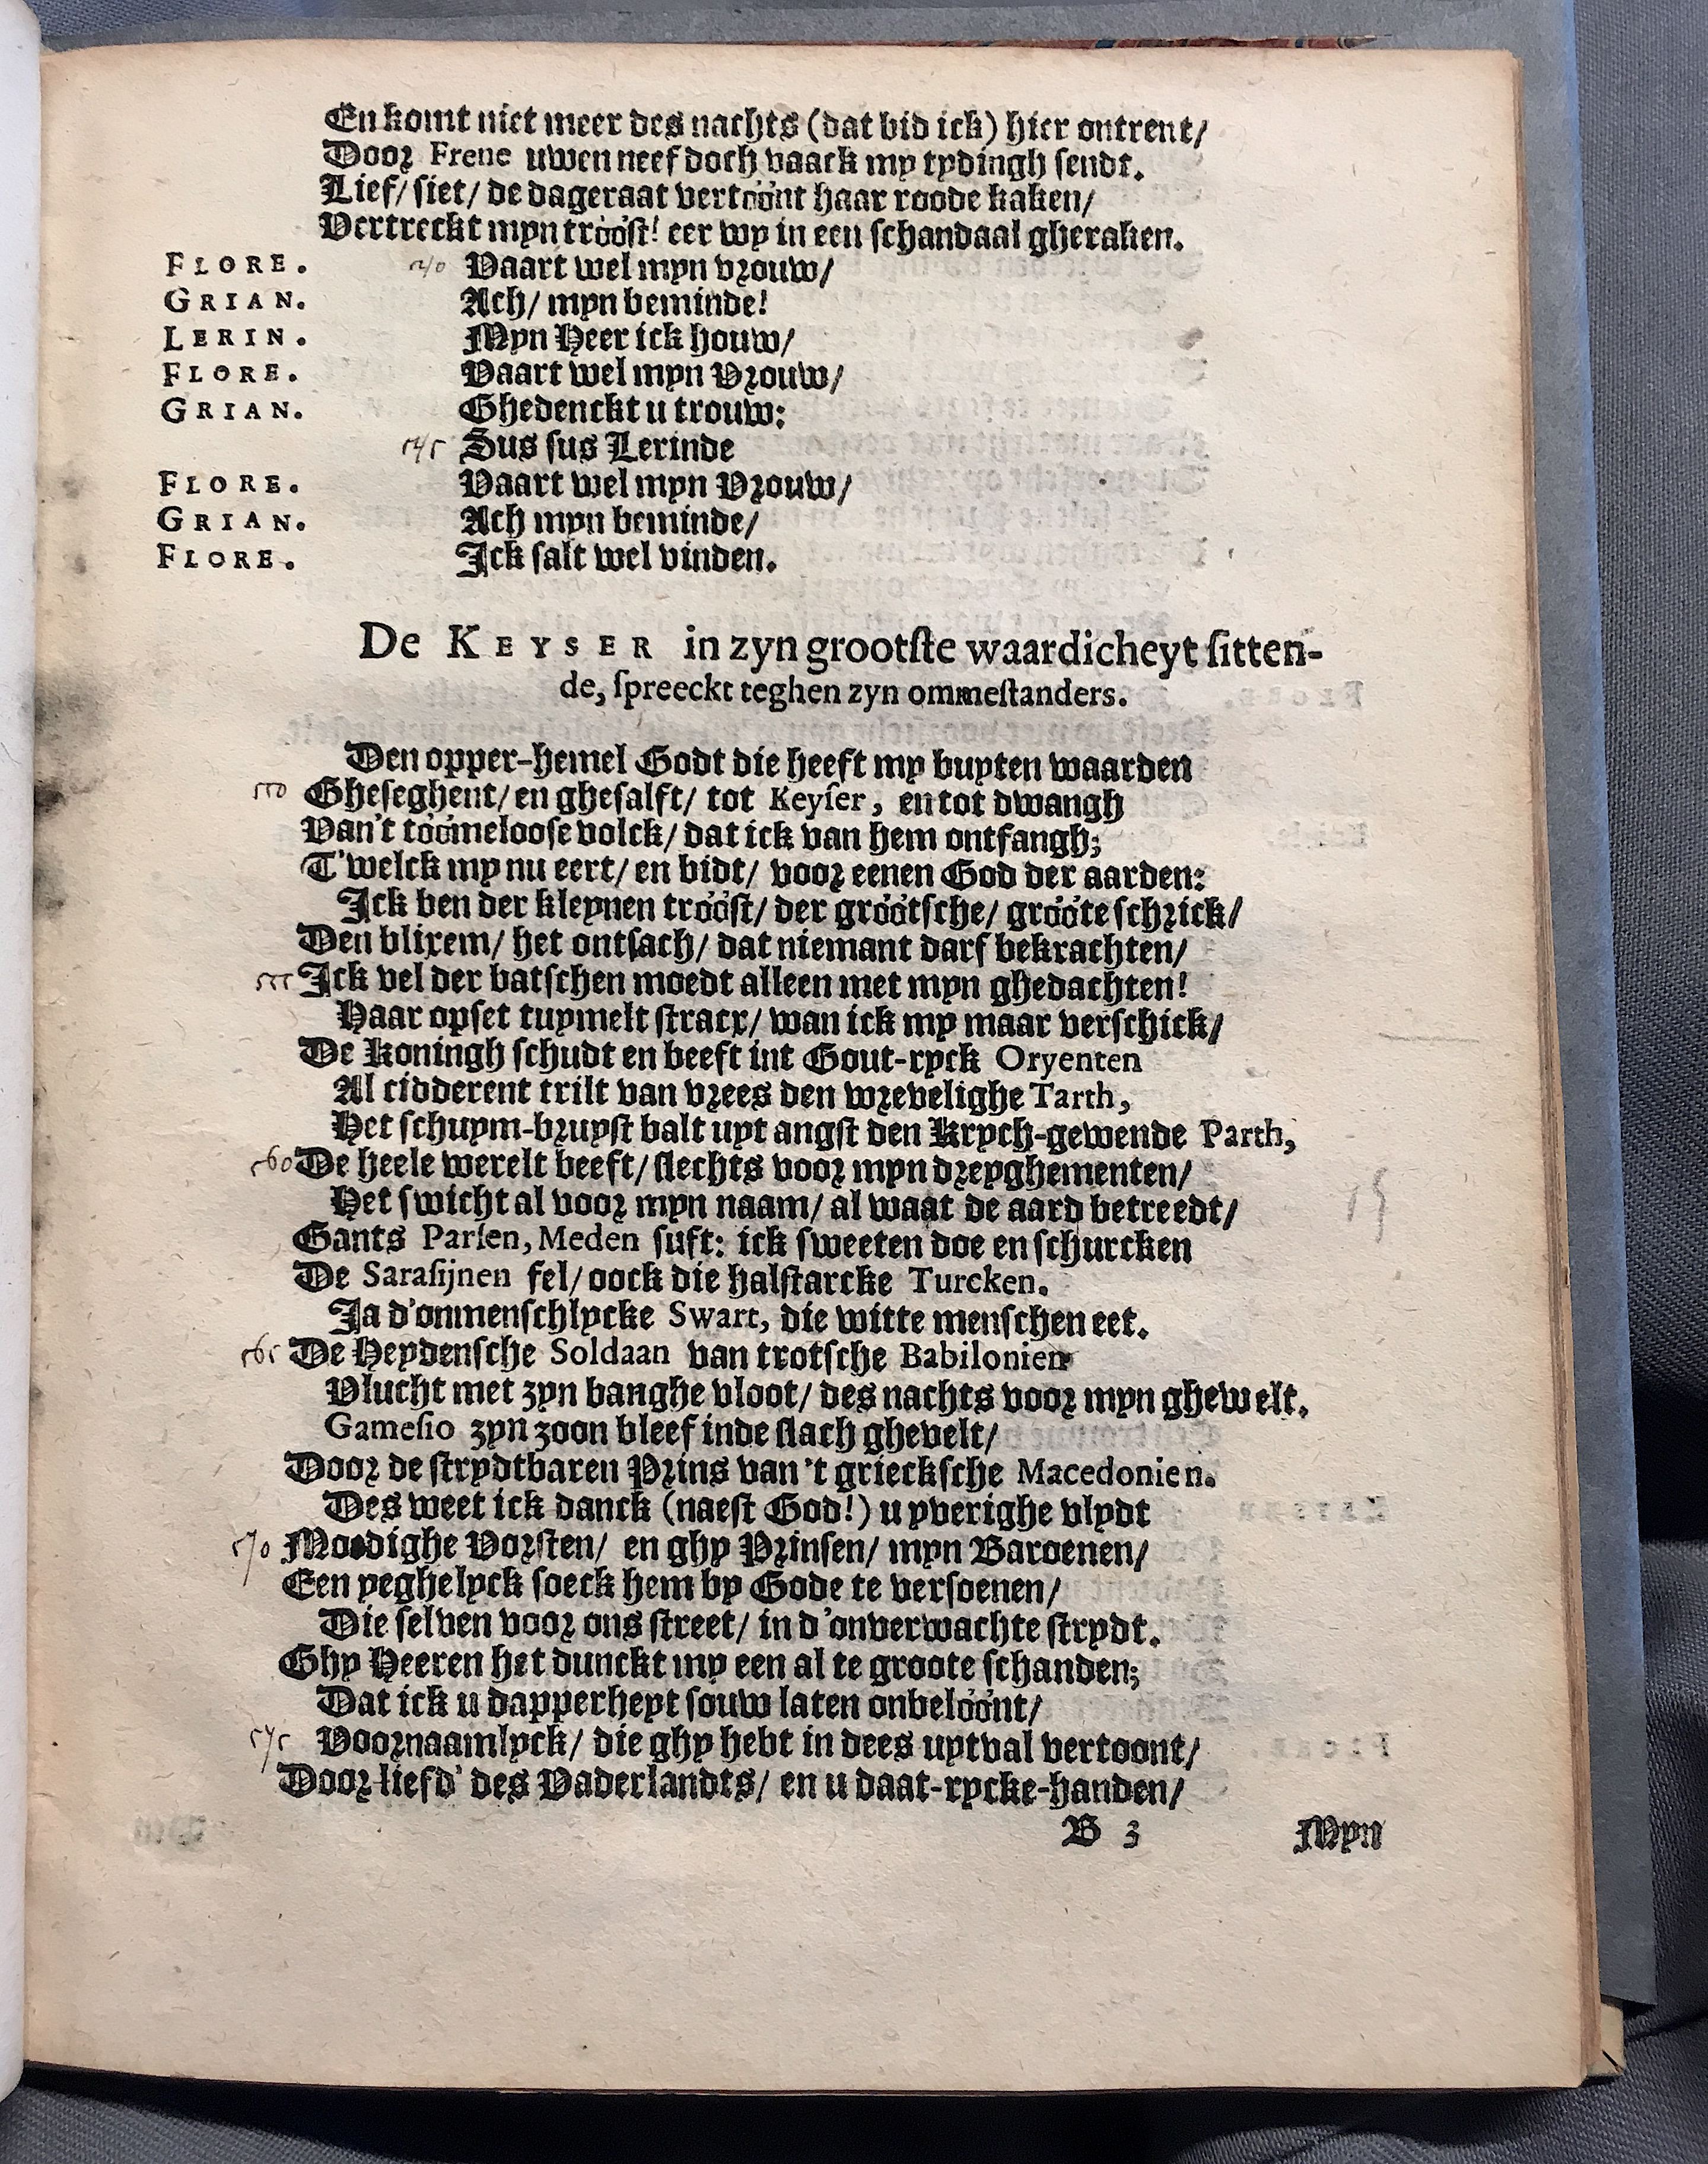 En komt niet meer des nachts (dat bid ick) hier ontrent/
Door Frene uwen neef doch vaack my tydingh sendt.
Lief/ siet/ de dageraat vertóónt haar roode kaken/
Vertreckt myn tróóst! eer wy in een schandaal gheraken.
FLORE. 540 Vaart wel myn vrouw/
GRIAN. Ach/ myn beminde!
LERIN. Myn Heer ick houw/
FLORE. Vaart wel myn Vrouw/
GRIAN. Ghedenckt u trouw:
545 Sus sus Lerinde
FLORE. Vaart wel myn Vrouw/
GRIAN. Ach myn beminde/
FLORE. Ick salt wel vinden.
De KEYSER in zyn grootste waardicheyt sitten-
de, spreeckt teghen zyn ommestanders.
Den opper-hemel Godt die heeft my buyten waarden
550 Gheseghent/ en ghesalft/ tot Keyser, en tot dwangh
Van't tóómeloose volck/ dat ick van hem ontfangh;
T'welck my nu eert/ en bidt/ voor eenen God der aarden:
Ick ben der kleynen tróóst/ der gróótsche/ gróóte schrick/
Den blixem/ het ontsach/ dat niemant darf bekrachten/
555 Ick vel der batschen moedt alleen met myn ghedachten!
Haar opset tuymelt stracx/ wan ick my maar verschick/
De Koningh schudt en beeft int Gout-ryck Oryenten
Al cidderent trilt van vrees den wrevelighe Tarth,
Het schuym-bruyst balt uyt angst den Krych-gewende Parth,
560 De heele werelt beeft/ slechts voor myn dreyghementen/
Het swicht al voor myn naam/ al waat de aard betreedt/
Gants Parsen, Meden suft: ick sweeten doe en schurcken
De Sarasijnen fel/ oock die halstarcke Turcken.
Ja d'onmenschlycke Swart, die witte menschen eet.
565 De Heydensche Soldaan van trotsche Babilonien
Vlucht met zyn banghe vloot/ des nachts voor myn ghewelt.
Gamesio zyn zoon bleef inde slach ghevelt/
Door de strydtbaren Prins van 't griecksche Macedonien.
Des weet ick danck (naest God!) u yverighe vlydt
570 Moedighe Vorsten/ en ghy Prinsen/ myn Baroenen/
Een yeghelyck soeck hem by Gode te versoenen/
Die selven voor ons street/ in d'onverwachte strydt.
Ghy Heeren het dunckt my een al te groote schanden;
Dat ick u dapperheyt souw laten onbelóónt/
575 Voornaamlyck/ die ghy hebt in dees uytval vertoont/
Door liefd' des Vaderlandts/ en u daat-rycke-handen/
B 3 Myn